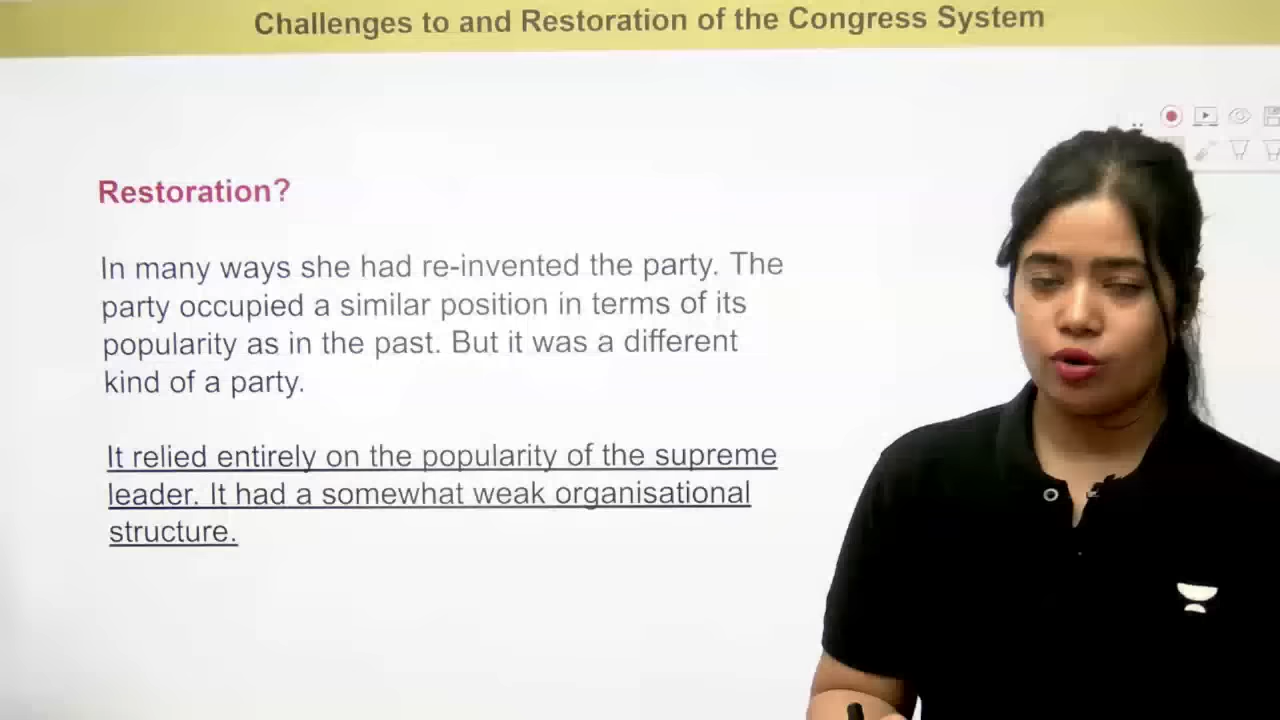 Challenges to and Restoration of the Congress System
Restoration?
In many ways she had re-invented the party. The
party occupied a similar position in terms of its
popularity as in the past. But it was a different
kind of a party.
It relied entirely on the popularity of the supreme
leader. It had a somewhat weak organisational
structure.